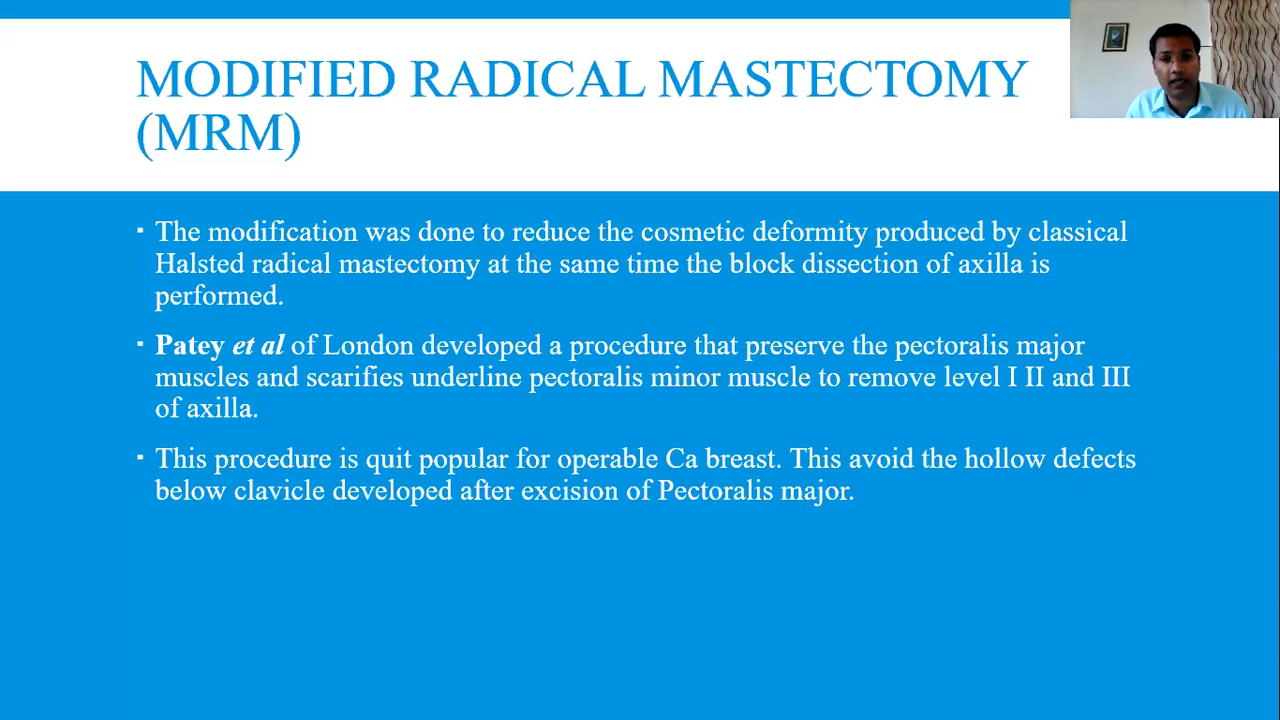 MODIFIED RADICAL MASTECTOMY
(MRM)
▪ The modification was done to reduce the cosmetic deformity produced by classical
Halsted radical mastectomy at the same time the block dissection of axilla is
performed.
▪ Patey et al of London developed a procedure that preserve the pectoralis major
muscles and scarifies underline pectoralis minor muscle to remove level I II and III
of axilla.
▪ This procedure is quit popular for operable Ca breast. This avoid the hollow defects
below clavicle developed after excision of Pectoralis major.